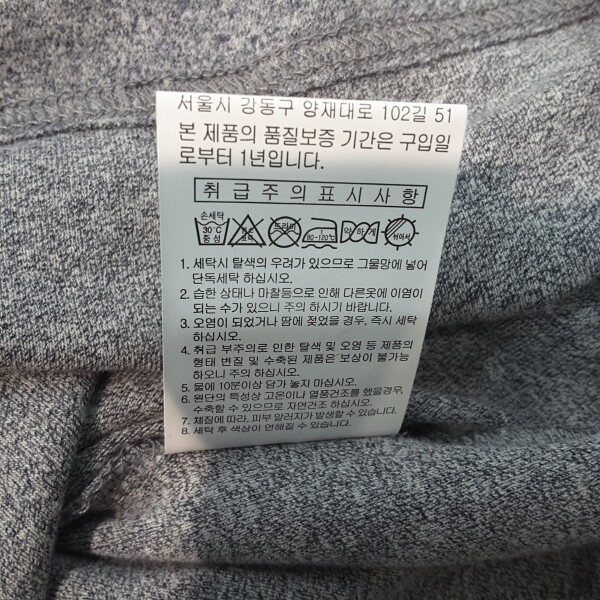 서울시 강동구 양재대로 102길 51
본 제품의 품질보증 기간은 구입일
로부터 1년입니다.
취급주의표시사항
손세탁
30℃
중성
드라이
80~120℃
약하게
뉘어서
1. 세탁시 탈색의 우려가 있으므로 그물망에 넣어
단독세탁 하십시오.
2. 습한 상태나 마찰등으로 인해 다른옷에 이염이
되는 수가 있으니 주의 하시기 바랍니다.
3. 오염이 되었거나 땀에 젖었을 경우, 즉시 세탁
하십시오.
4. 취급 부주의로 인한 탈색 및 오염 등 제품의
형태 변질 및 수축된 제품은 보상이 불가능
하오니 주의 하십시오.
5. 물에 10분이상 담가 놓지 마십시오.
6. 원단의 특성상 고온이나 열풍건조를 했을경우,
수축할 수 있으므로 자연건조 하십시오.
7. 체질에 따라, 피부 알러지가 발생할 수 있습니다.
8. 세탁 후 색상이 연해질 수 있습니다.